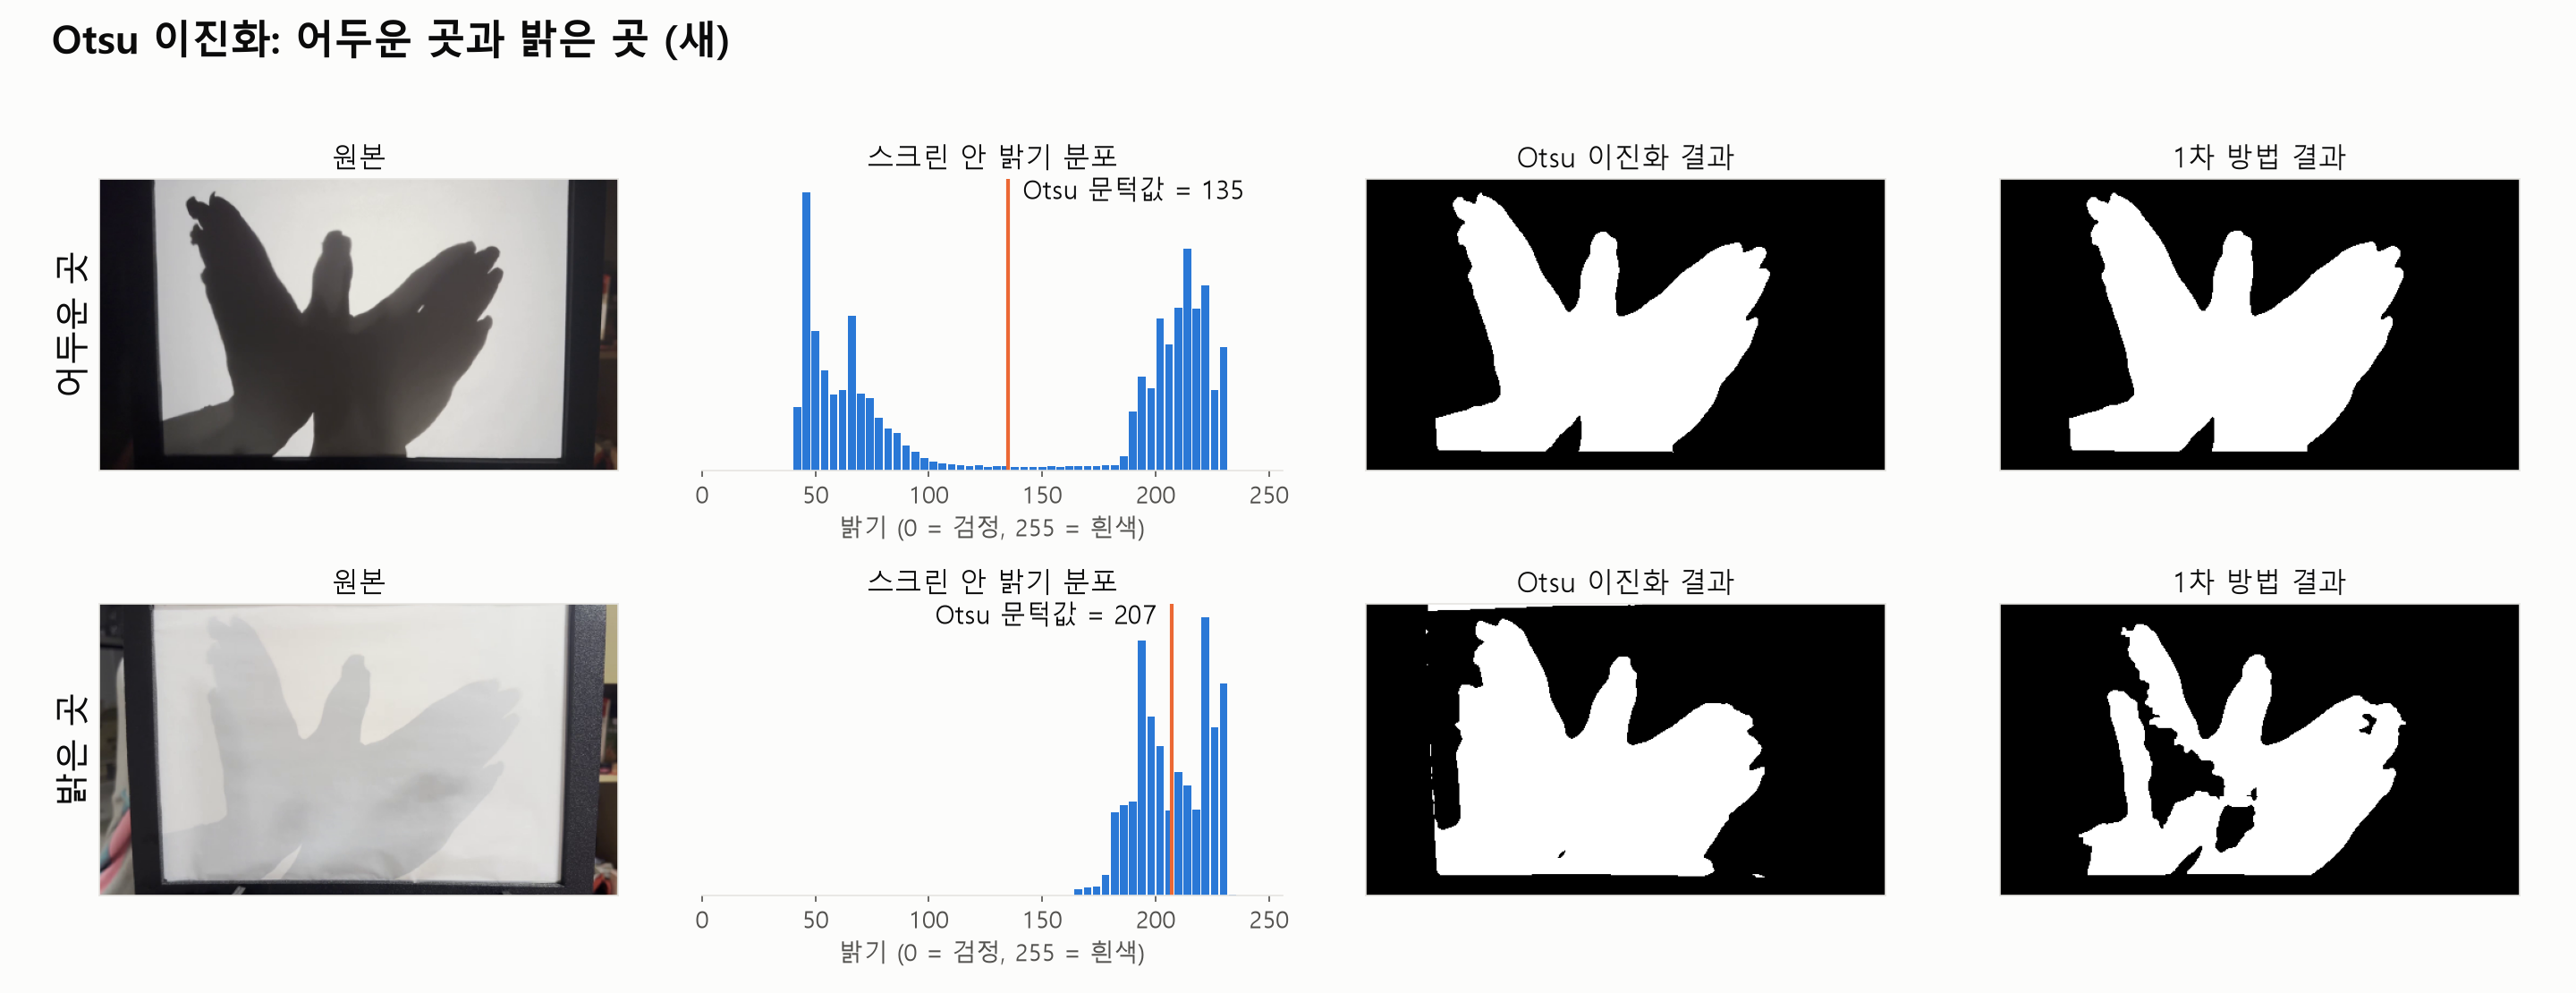 Otsu 이진화: 어두운 곳과 밝은 곳 (새)
어두운 곳
원본
스크린 안 밝기 분포
Otsu 문턱값 = 135
0 50 100 150 200 250
밝기 (0 = 검정, 255 = 흰색)
Otsu 이진화 결과
1차 방법 결과
밝은 곳
원본
스크린 안 밝기 분포
Otsu 문턱값 = 207
0 50 100 150 200 250
밝기 (0 = 검정, 255 = 흰색)
Otsu 이진화 결과
1차 방법 결과